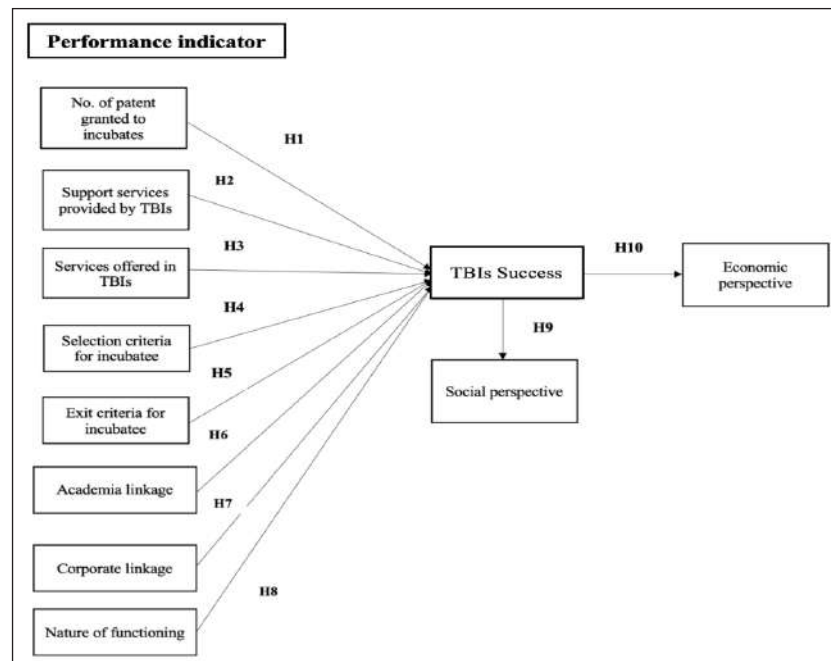 Performance indicator
No. of patent
granted to
incubates
H1
Support services
provided by TBIs
H2
Services offered in
TBIs
H3
Selection criteria
for incubatee
H4
Exit criteria for
incubatee
H5
Academia linkage
H6
Corporate linkage
H7
Nature of functioning
H8
TBIs Success
H9
Social perspective
H10
Economic
perspective